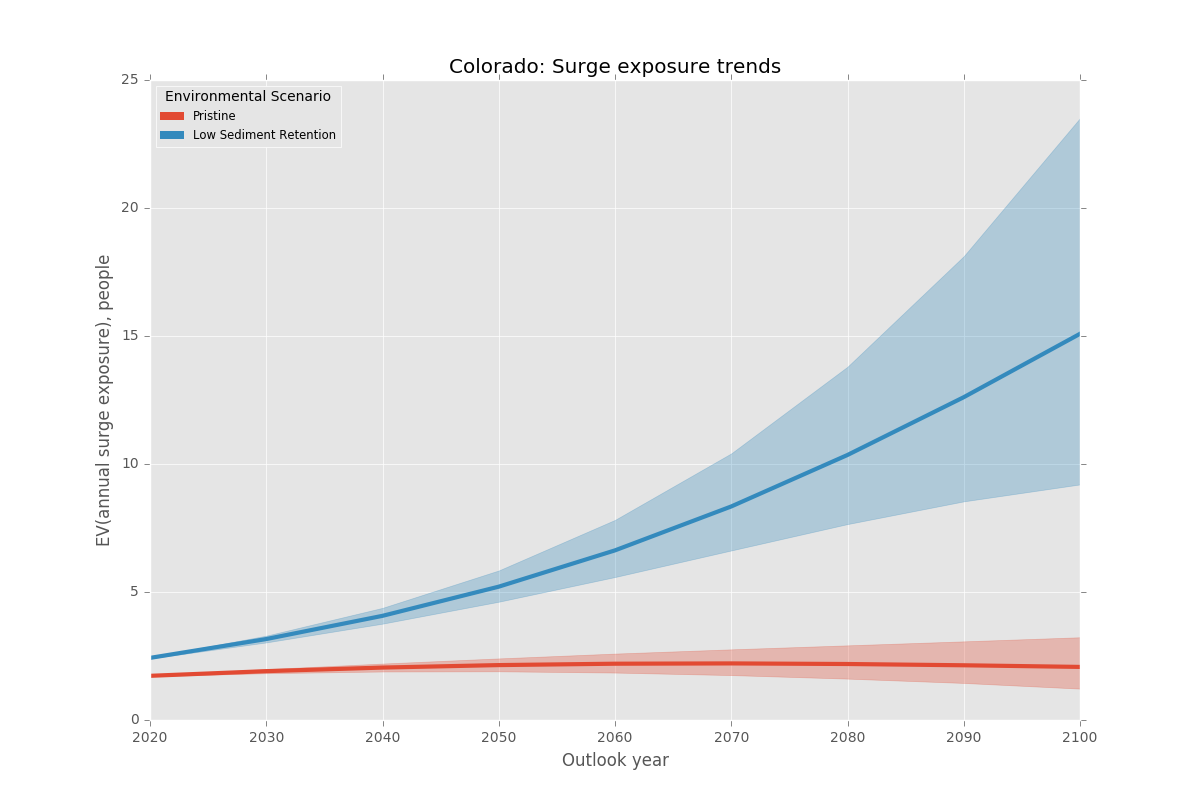 Colorado: Surge exposure trends
Environmental Scenario
Pristine
Low Sediment Retention
EV(annual surge exposure), people
25
20
15
10
5
0
2020 2030 2040 2050 2060 2070 2080 2090 2100
Outlook year